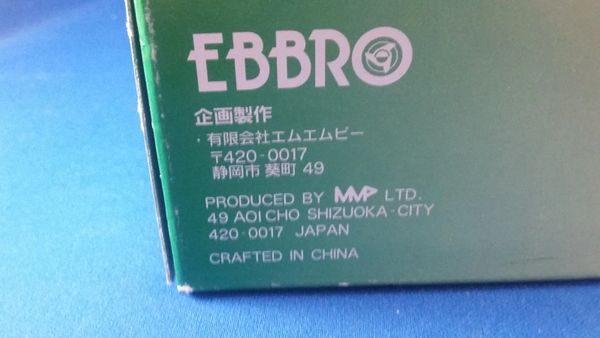 EBBRO
企画製作
・有限会社エムエムピー
〒420-0017
静岡市 葵町 49
PRODUCED BY MMP LTD.
49 AOI CHO SHIZUOKA-CITY
420-0017 JAPAN
CRAFTED IN CHINA